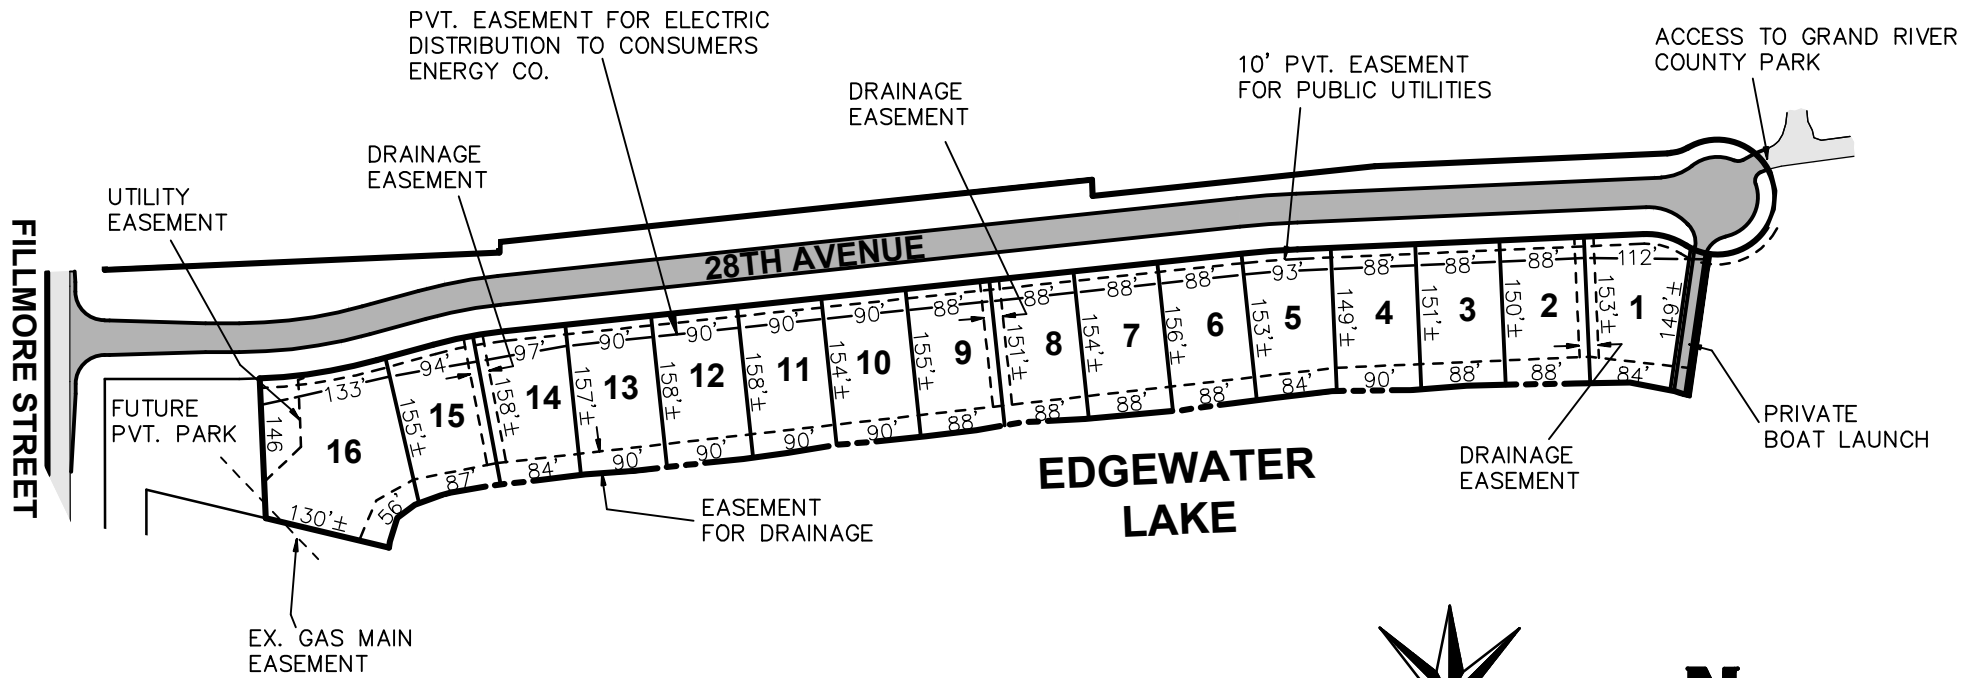 PVT. EASEMENT FOR ELECTRIC
DISTRIBUTION TO CONSUMERS
ENERGY CO.
ACCESS TO GRAND RIVER
COUNTY PARK
10' PVT. EASEMENT
FOR PUBLIC UTILITIES
DRAINAGE
EASEMENT
DRAINAGE
EASEMENT
UTILITY
EASEMENT
FILLMORE STREET
28TH AVENUE
133'
94'
97'
90'
90'
90'
90'
88'
88'
88'
88'
93'
88'
88'
88'
112'
146
155'±
158'±
157'±
158'±
158'±
154'±
155'±
151'±
154'±
156'±
153'±
149'±
151'±
150'±
153'±
149'±
16
15
14
13
12
11
10
9
8
7
6
5
4
3
2
1
130'±
56'
87'
84'
90'
90'
90'
90'
88'
88'
88'
88'
84'
90'
88'
88'
84'
FUTURE
PVT. PARK
PRIVATE
BOAT LAUNCH
DRAINAGE
EASEMENT
EDGEWATER
LAKE
EASEMENT
FOR DRAINAGE
EX. GAS MAIN
EASEMENT
N